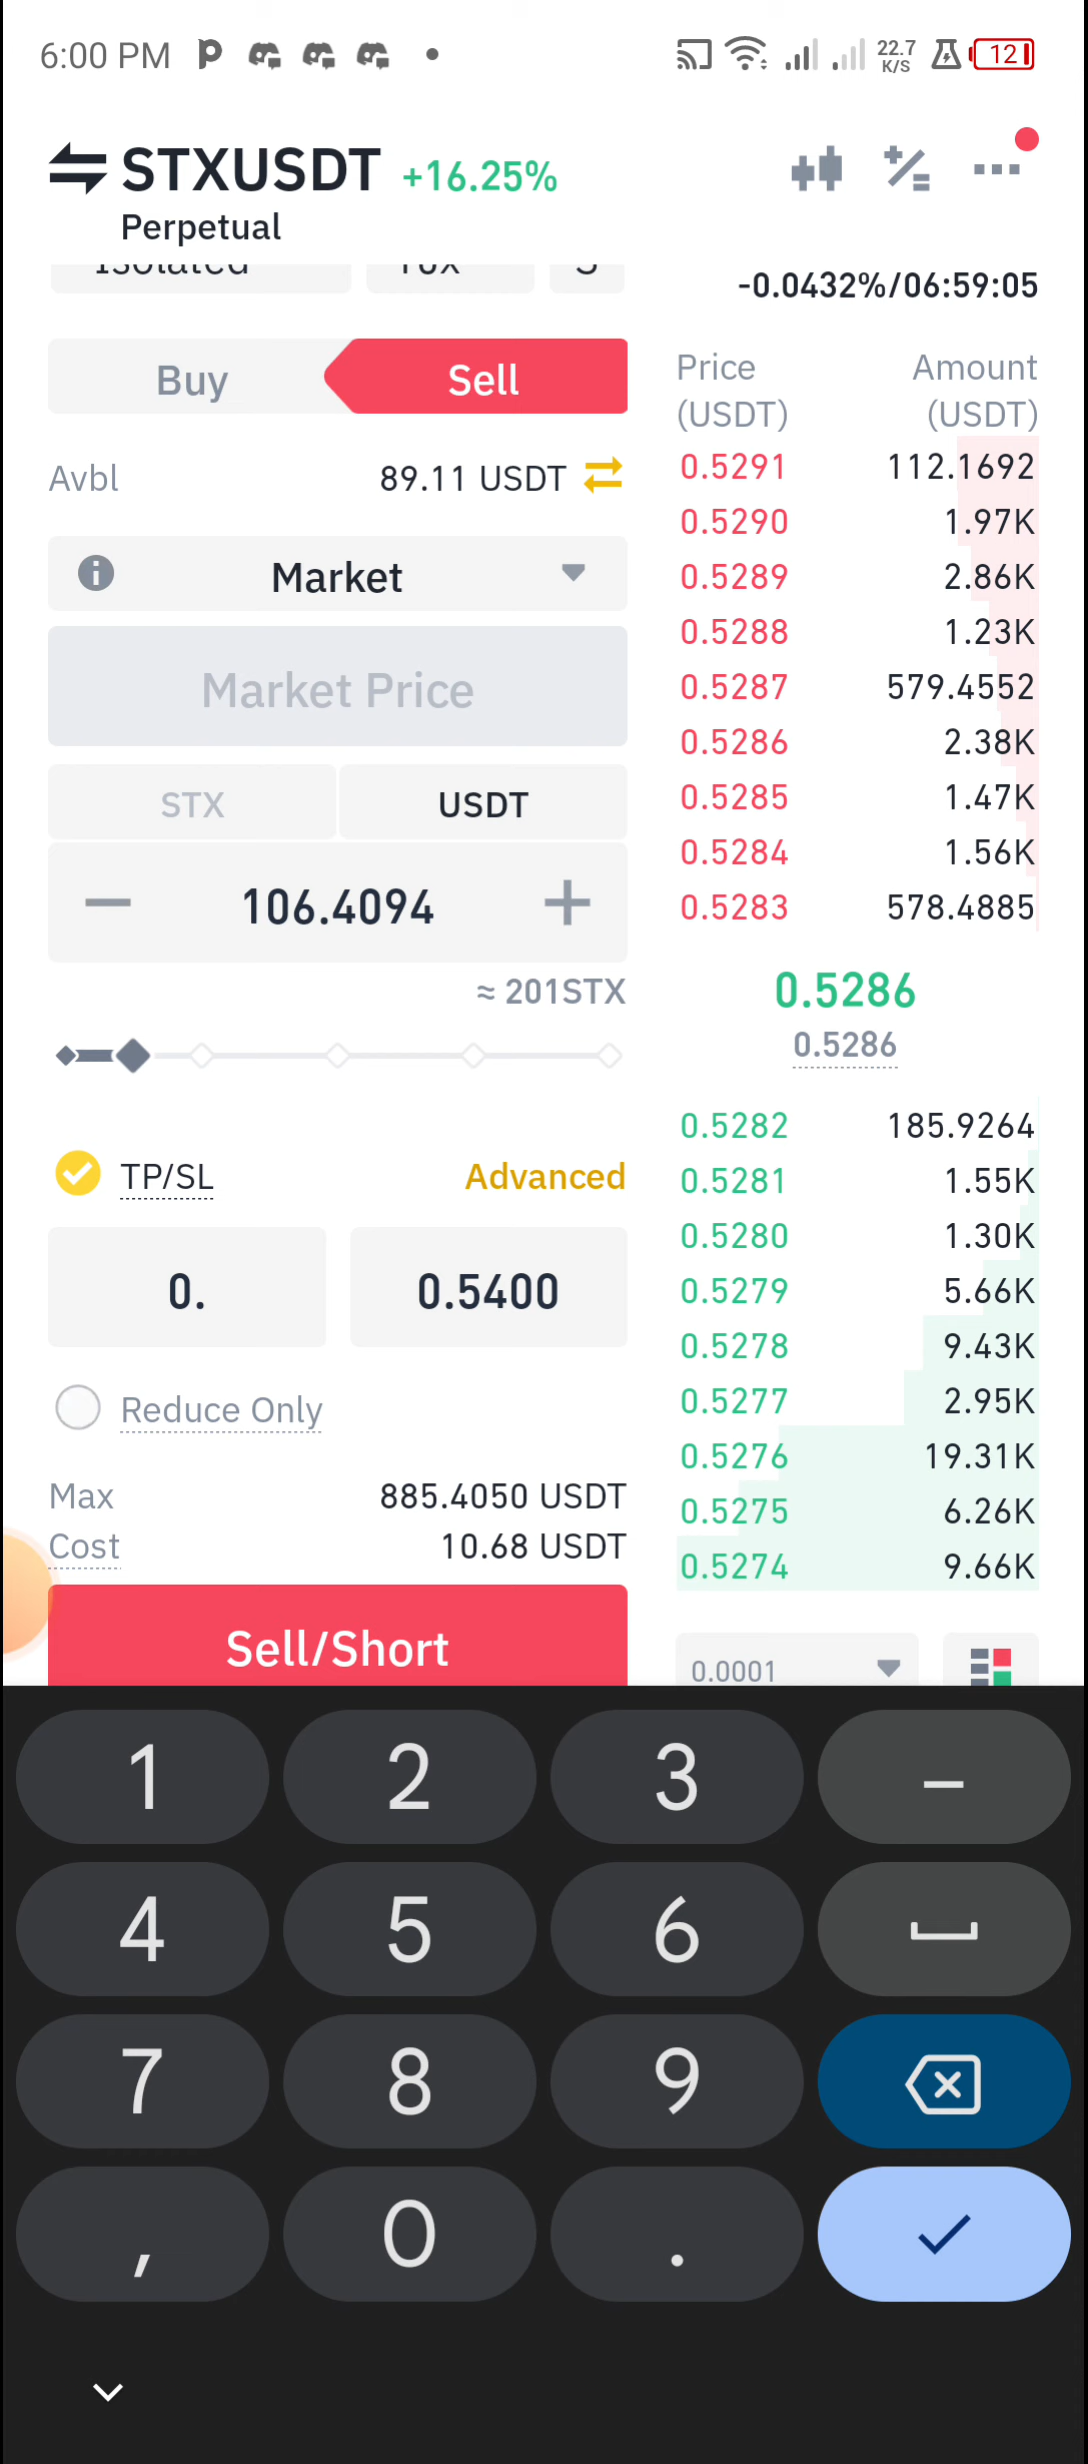 6:00 PM
22.7
K/S
12
STXUSDT +16.25%
Perpetual
Isolated 10x S
-0.0432%/06:59:05
Buy Sell
Avbl 89.11 USDT
Market
Market Price
STX USDT
106.4094
≈ 201STX
TP/SL Advanced
0. 0.5400
Reduce Only
Max 885.4050 USDT
Cost 10.68 USDT
Sell/Short
Price Amount
(USDT) (USDT)
0.5291 112.1692
0.5290 1.97K
0.5289 2.86K
0.5288 1.23K
0.5287 579.4552
0.5286 2.38K
0.5285 1.47K
0.5284 1.56K
0.5283 578.4885
0.5286
0.5286
0.5282 185.9264
0.5281 1.55K
0.5280 1.30K
0.5279 5.66K
0.5278 9.43K
0.5277 2.95K
0.5276 19.31K
0.5275 6.26K
0.5274 9.66K
0.0001
1 2 3 –
4 5 6
7 8 9
, 0 .